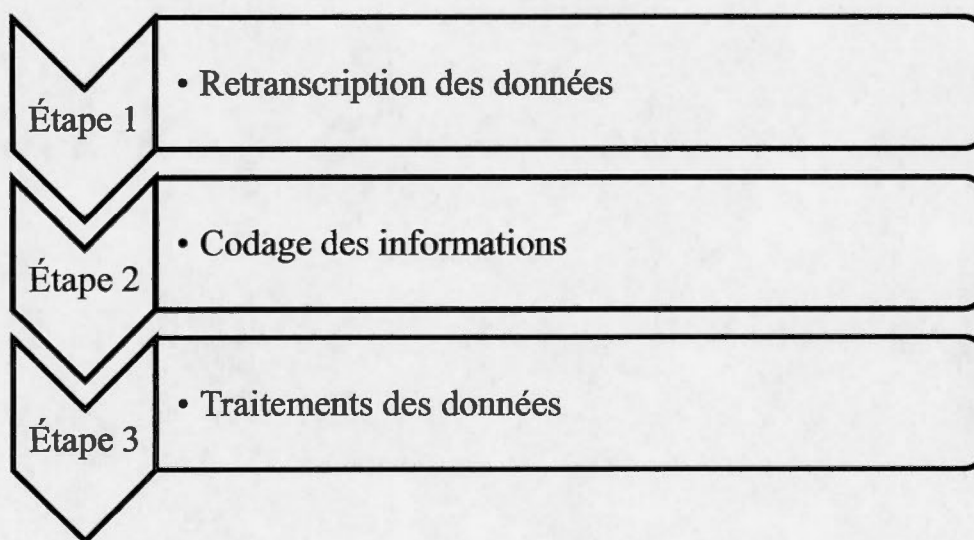 Étape 1
• Retranscription des données
Étape 2
• Codage des informations
Étape 3
• Traitements des données